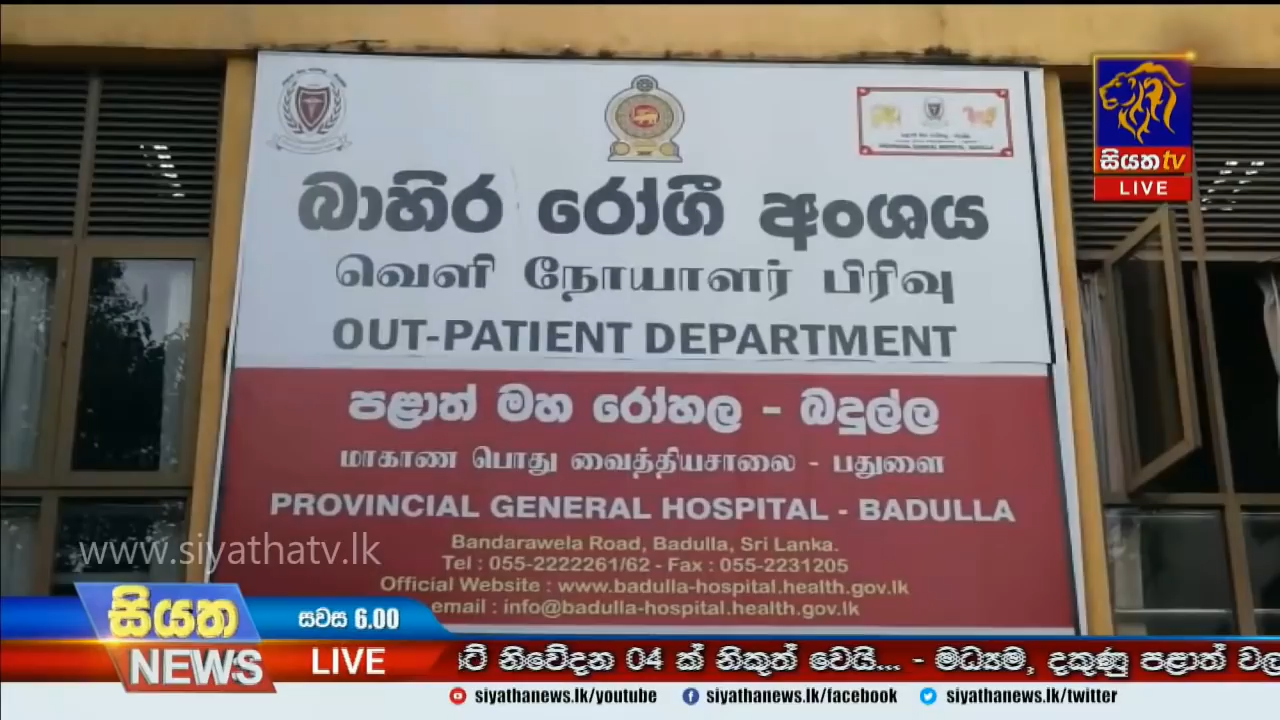 සියත tv
LIVE
බාහිර රෝගී අංශය
வெளி நோயாளர் பிரிவு
OUT-PATIENT DEPARTMENT
පළාත් මහ රෝහල - බදුල්ල
மாகாண பொது வைத்தியசாலை - பதுளை
PROVINCIAL GENERAL HOSPITAL - BADULLA
Bandarawela Road, Badulla, Sri Lanka.
Tel : 055-2222261/62 - Fax : 055-2231205
Official Website : www.badulla-hospital.health.gov.lk
email : info@badulla-hospital.health.gov.lk
www.siyathatv.lk
සියත NEWS
සවස 6.00
LIVE
නිවේදන 04 ක් නිකුත් වෙයි... - මධ්‍යම, දකුණු පළාත්
siyathanews.lk/youtube siyathanews.lk/facebook siyathanews.lk/twitter